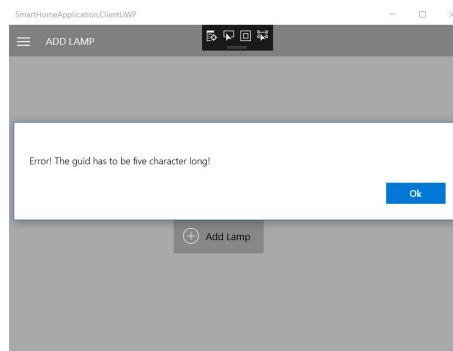 SmartHomeApplication.ClientUWP
ADD LAMP
Error! The guid has to be five character long!
Ok
Add Lamp